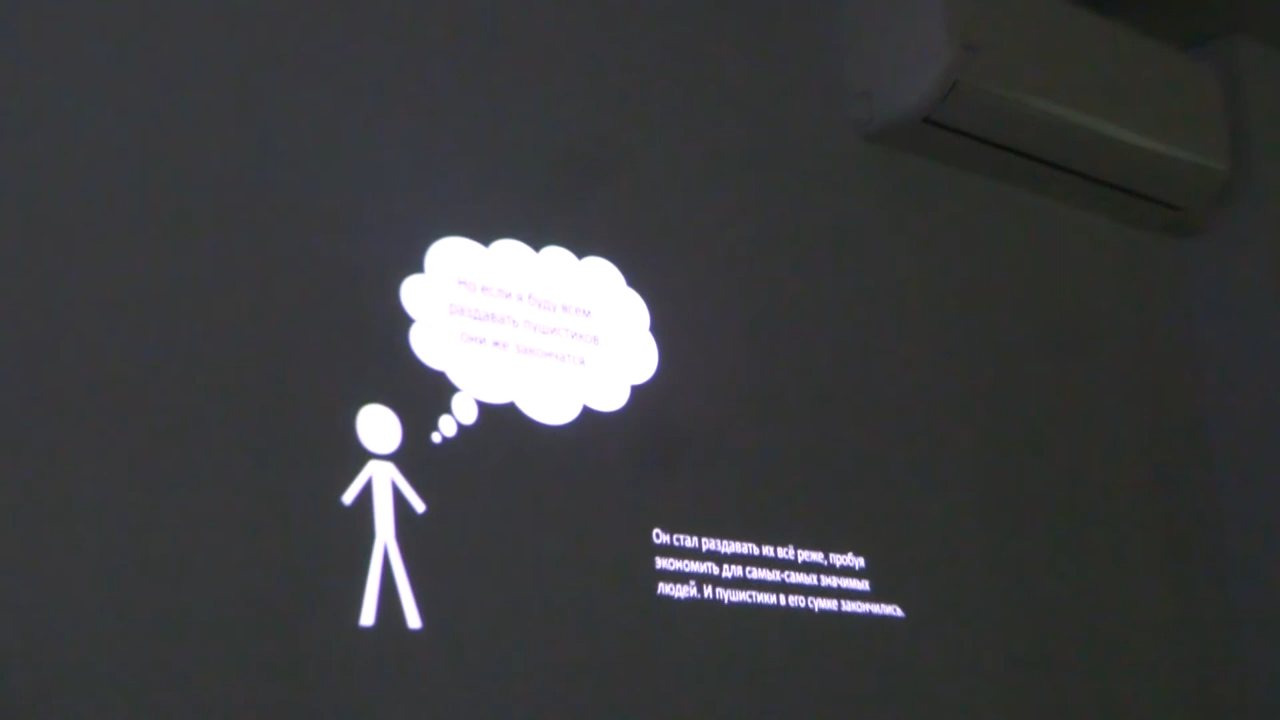 Но если я буду всем
раздавать пушистиков
они же закончатся
Он стал раздавать их всё реже, пробуя
экономить для самых-самых значимых
людей. И пушистики в его сумке закончились.